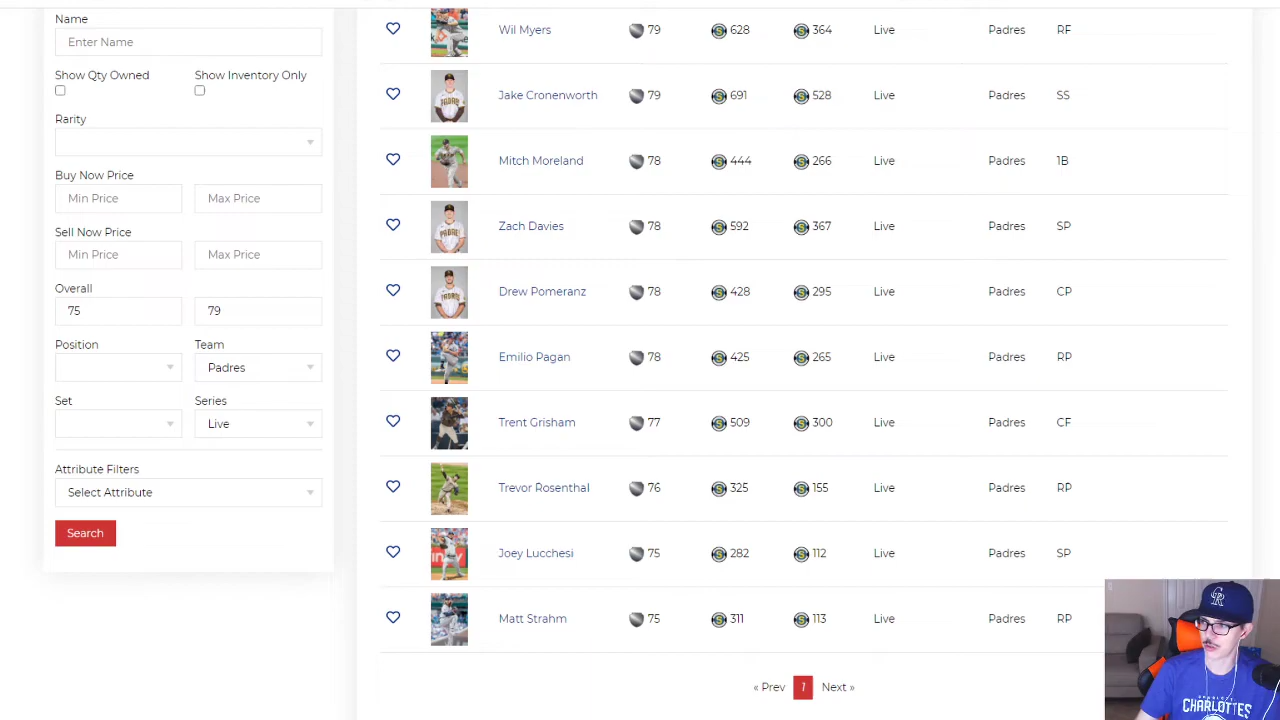 Name
Enter Name
Show Qty Owned Show Inventory Only
Rarity
Buy Now Price
Min Price Max Price
Sell Now Price
Min Price Max Price
Overall
75 79
Position Team
Padres
Set Series
Live
Attribute Filters
Select Attribute
Search
Wil Myers 79 628 364 Live Padres RF
Jake Cronenworth 79 691 528 Live Padres SS
Mitch Moreland 78 444 266 Live Padres 1B
Zach Davies 78 592 367 Live Padres SP
Drew Pomeranz 78 428 295 Live Padres CP
Emilio Pagan 78 425 265 Live Padres RP
Trent Grisham 77 509 300 Live Padres CF
Trevor Rosenthal 76 325 155 Live Padres RP
Joey Lucchesi 75 282 112 Live Padres SP
Matt Strahm 75 311 113 Live Padres RP
« Prev 1 Next »
CR
CHARLOTTES